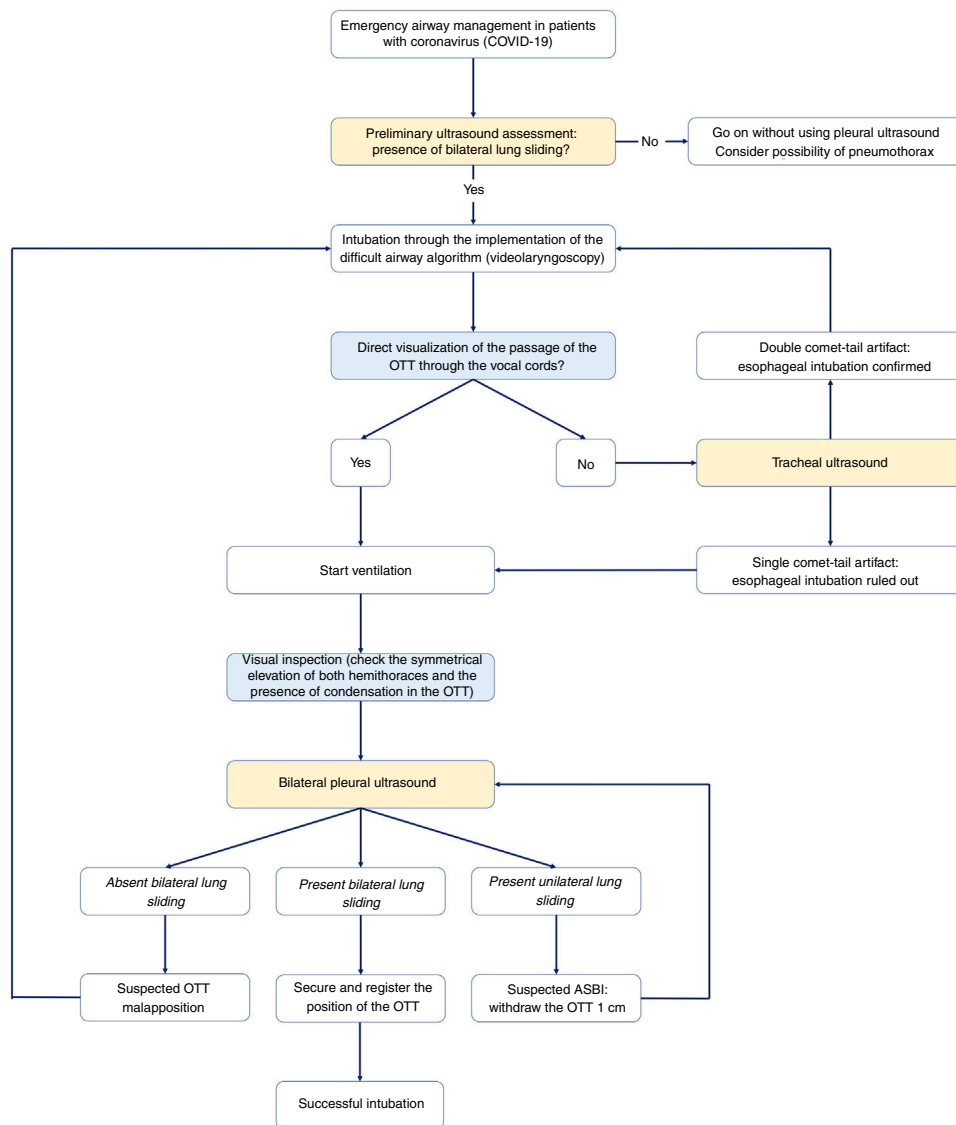 Emergency airway management in patients
with coronavirus (COVID-19)
Preliminary ultrasound assessment:
presence of bilateral lung sliding?
No
Go on without using pleural ultrasound
Consider possibility of pneumothorax
Yes
Intubation through the implementation of the
difficult airway algorithm (videolaryngoscopy)
Direct visualization of the passage of the
OTT through the vocal cords?
Double comet-tail artifact:
esophageal intubation confirmed
Yes
No
Tracheal ultrasound
Start ventilation
Single comet-tail artifact:
esophageal intubation ruled out
Visual inspection (check the symmetrical
elevation of both hemithoraces and the
presence of condensation in the OTT)
Bilateral pleural ultrasound
Absent bilateral lung
sliding
Present bilateral lung
sliding
Present unilateral lung
sliding
Suspected OTT
malapposition
Secure and register the
position of the OTT
Suspected ASBI:
withdraw the OTT 1 cm
Successful intubation